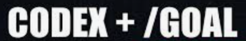 CODEX + /GOAL